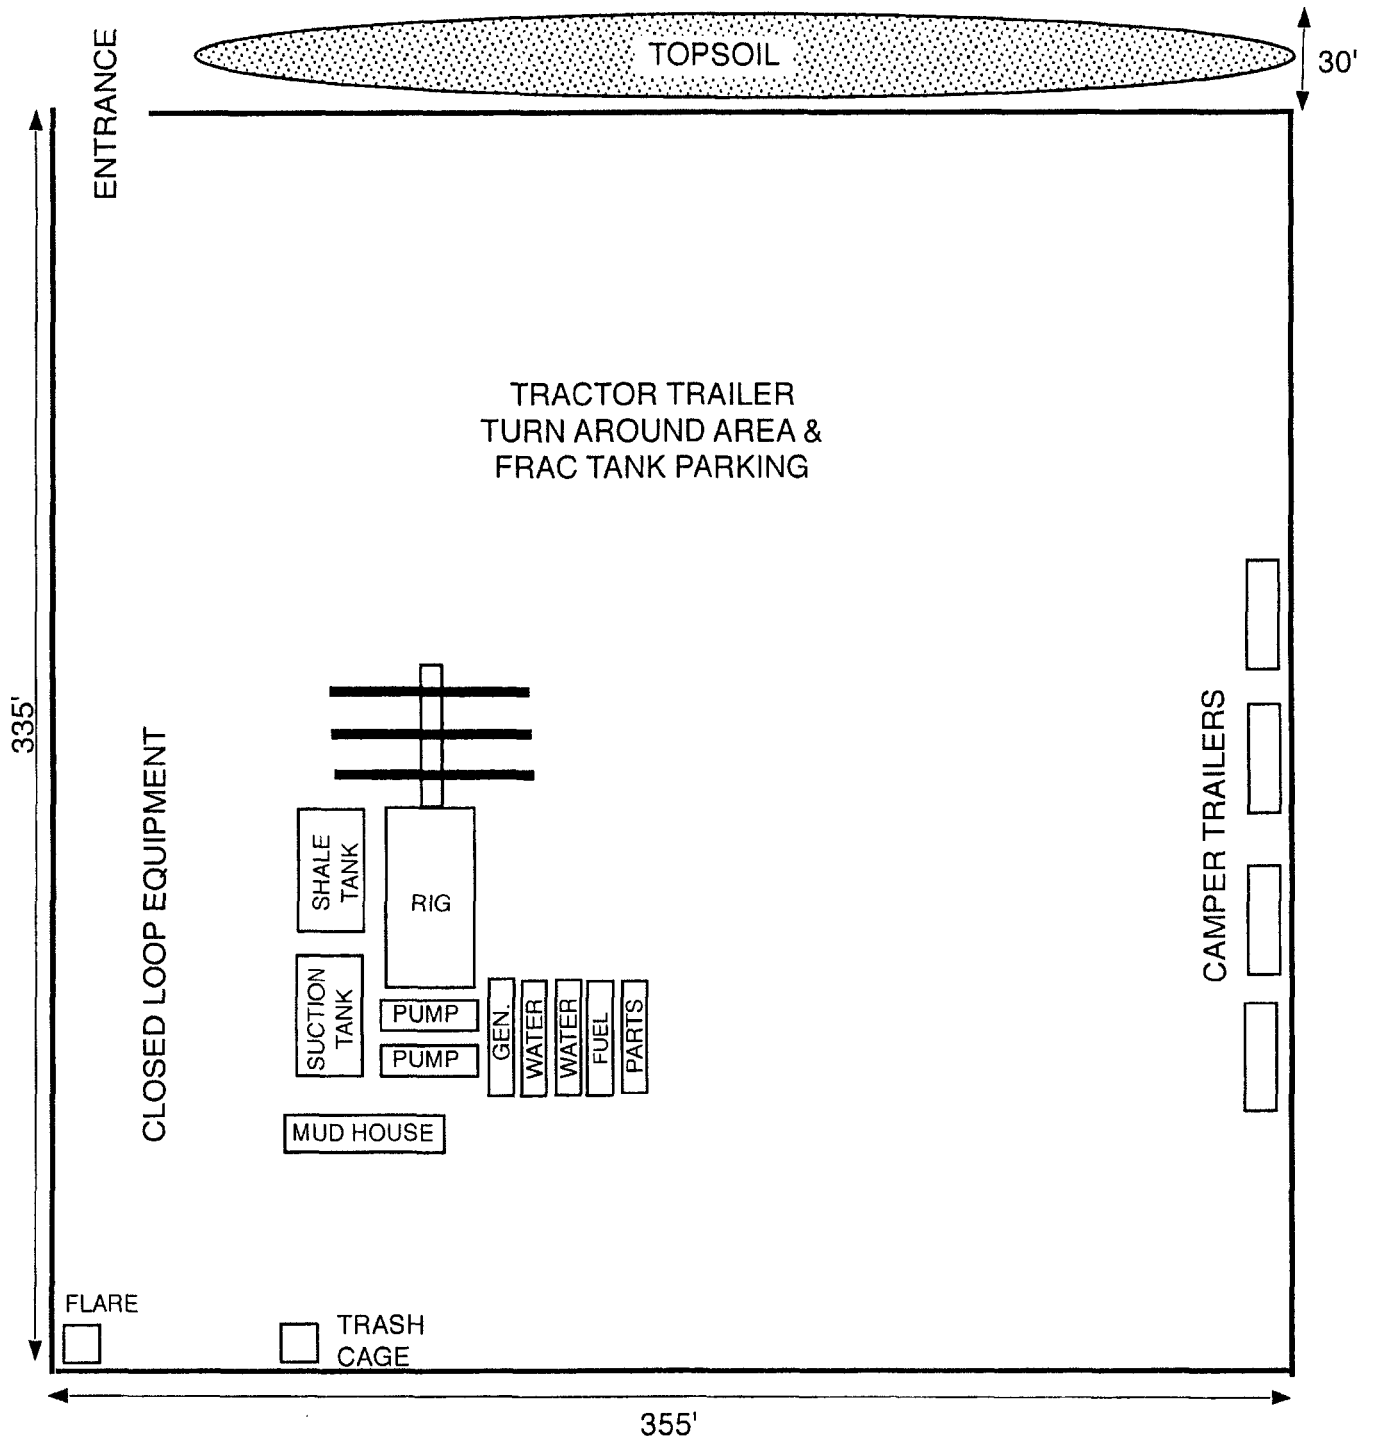 TOPSOIL
30'
ENTRANCE
TRACTOR TRAILER
TURN AROUND AREA &
FRAC TANK PARKING
335'
CLOSED LOOP EQUIPMENT
SHALE
TANK
RIG
CAMPER TRAILERS
SUCTION
TANK
PUMP
PUMP
GEN.
WATER
WATER
FUEL
PARTS
MUD HOUSE
FLARE
TRASH
CAGE
355'